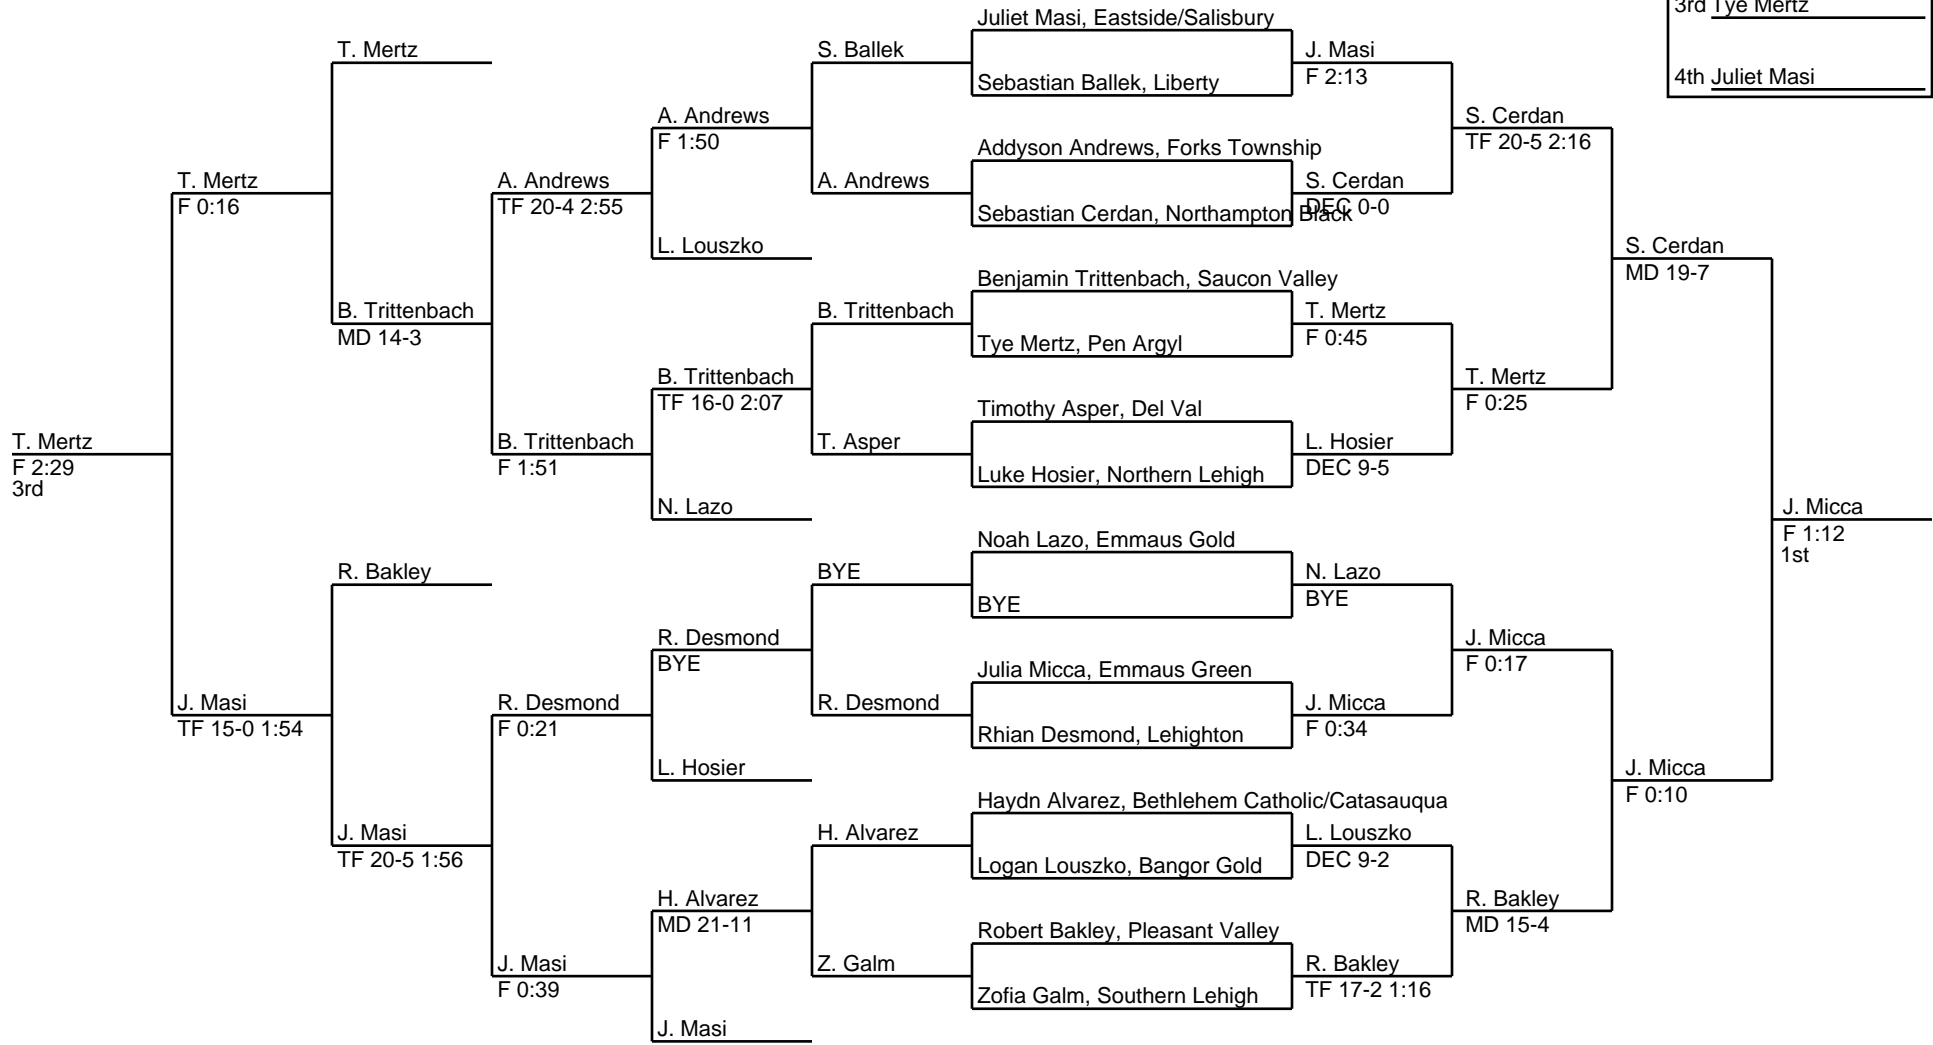 3rd Tye Mertz
4th Juliet Masi
T. Mertz
F 2:29
3rd
T. Mertz
F 0:16
J. Masi
TF 15-0 1:54
T. Mertz
B. Trittenbach
MD 14-3
R. Bakley
J. Masi
TF 20-5 1:56
A. Andrews
TF 20-4 2:55
B. Trittenbach
F 1:51
R. Desmond
F 0:21
J. Masi
F 0:39
A. Andrews
F 1:50
L. Louszko
B. Trittenbach
TF 16-0 2:07
N. Lazo
R. Desmond
BYE
L. Hosier
H. Alvarez
MD 21-11
J. Masi
S. Ballek
A. Andrews
B. Trittenbach
T. Asper
BYE
R. Desmond
H. Alvarez
Z. Galm
Juliet Masi, Eastside/Salisbury
Sebastian Ballek, Liberty
Addyson Andrews, Forks Township
Sebastian Cerdan, Northampton Black
Benjamin Trittenbach, Saucon Valley
Tye Mertz, Pen Argyl
Timothy Asper, Del Val
Luke Hosier, Northern Lehigh
Noah Lazo, Emmaus Gold
BYE
Julia Micca, Emmaus Green
Rhian Desmond, Lehighton
Haydn Alvarez, Bethlehem Catholic/Catasauqua
Logan Louszko, Bangor Gold
Robert Bakley, Pleasant Valley
Zofia Galm, Southern Lehigh
J. Masi
F 2:13
S. Cerdan
DEC 0-0
T. Mertz
F 0:45
L. Hosier
DEC 9-5
N. Lazo
BYE
J. Micca
F 0:34
L. Louszko
DEC 9-2
R. Bakley
TF 17-2 1:16
S. Cerdan
TF 20-5 2:16
T. Mertz
F 0:25
J. Micca
F 0:17
R. Bakley
MD 15-4
S. Cerdan
MD 19-7
J. Micca
F 0:10
J. Micca
F 1:12
1st